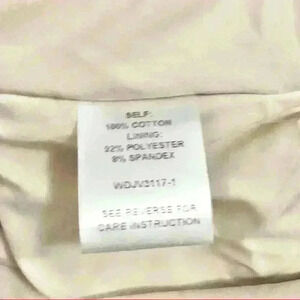 SELF:
100% COTTON
LINING:
92% POLYESTER
8% SPANDEX
WDJV3117-1
SEE REVERSE FOR
CARE INSTRUCTION